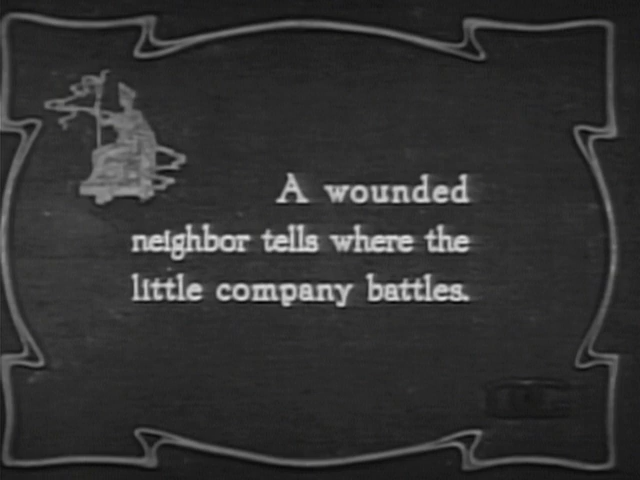 A wounded
neighbor tells where the
little company battles.